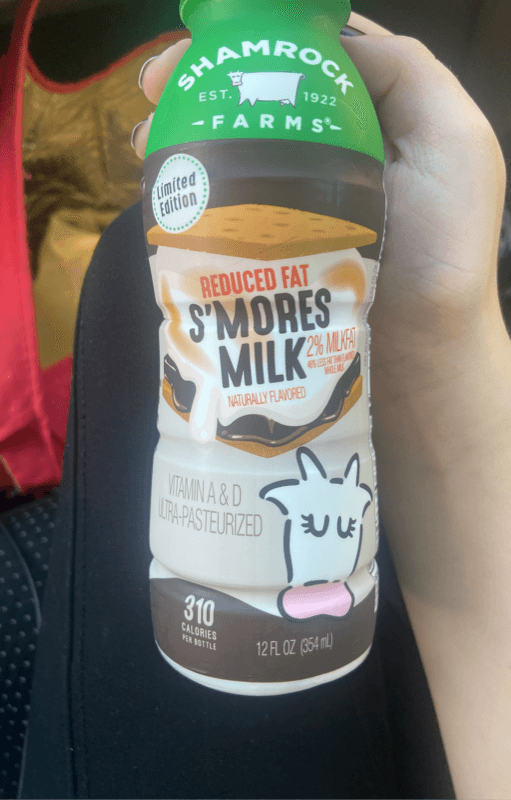 SHAMROCK
EST. 1922
FARMS®
Limited
Edition
REDUCED FAT
S'MORES
MILK
2% MILKFAT
NATURALLY FLAVORED
VITAMIN A & D
ULTRA-PASTEURIZED
310
CALORIES
PER BOTTLE
12 FL OZ (354 mL)